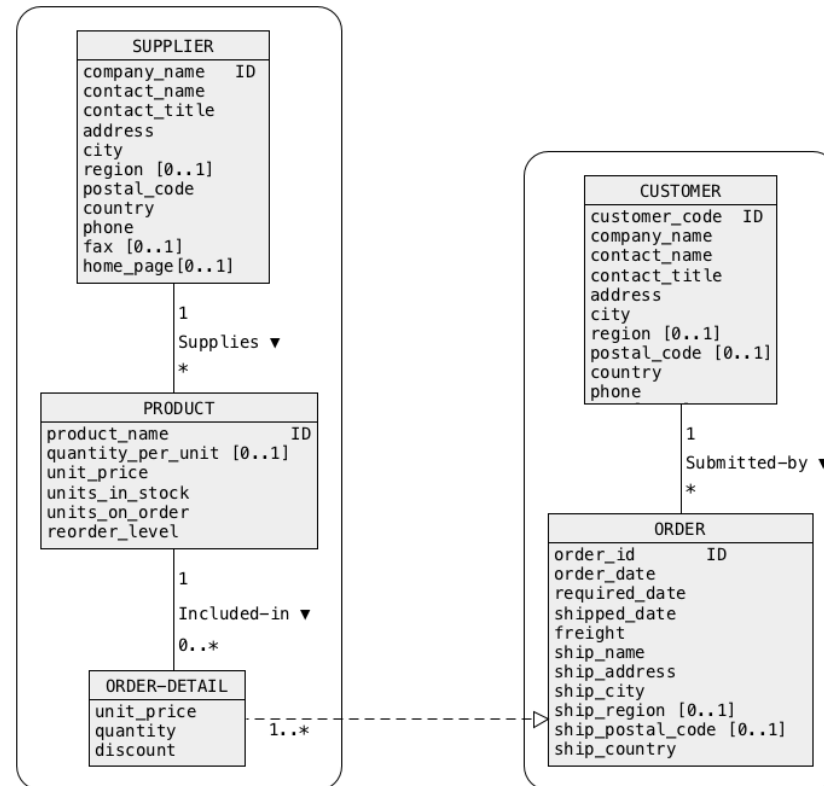 SUPPLIER
company_name ID
contact_name
contact_title
address
city
region [0..1]
postal_code
country
phone
fax [0..1]
home_page[0..1]
1
Supplies ▼
*
PRODUCT
product_name ID
quantity_per_unit [0..1]
unit_price
units_in_stock
units_on_order
reorder_level
1
Included-in ▼
0..*
ORDER-DETAIL
unit_price
quantity
discount
1..*
CUSTOMER
customer_code ID
company_name
contact_name
contact_title
address
city
region [0..1]
postal_code [0..1]
country
phone
1
Submitted-by ▼
*
ORDER
order_id ID
order_date
required_date
shipped_date
freight
ship_name
ship_address
ship_city
ship_region [0..1]
ship_postal_code [0..1]
ship_country